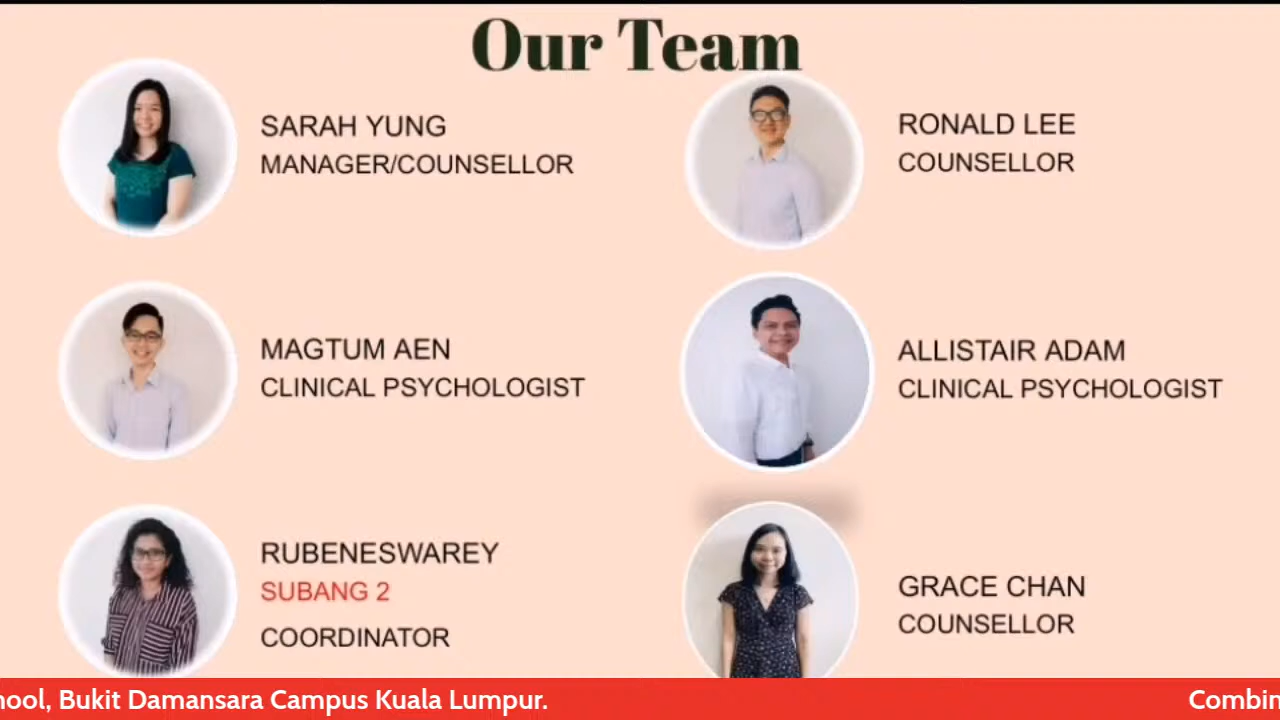 Our Team
SARAH YUNG
MANAGER/COUNSELLOR
RONALD LEE
COUNSELLOR
MAGTUM AEN
CLINICAL PSYCHOLOGIST
ALLISTAIR ADAM
CLINICAL PSYCHOLOGIST
RUBENESWAREY
SUBANG 2
COORDINATOR
GRACE CHAN
COUNSELLOR
hool, Bukit Damansara Campus Kuala Lumpur.
Combin